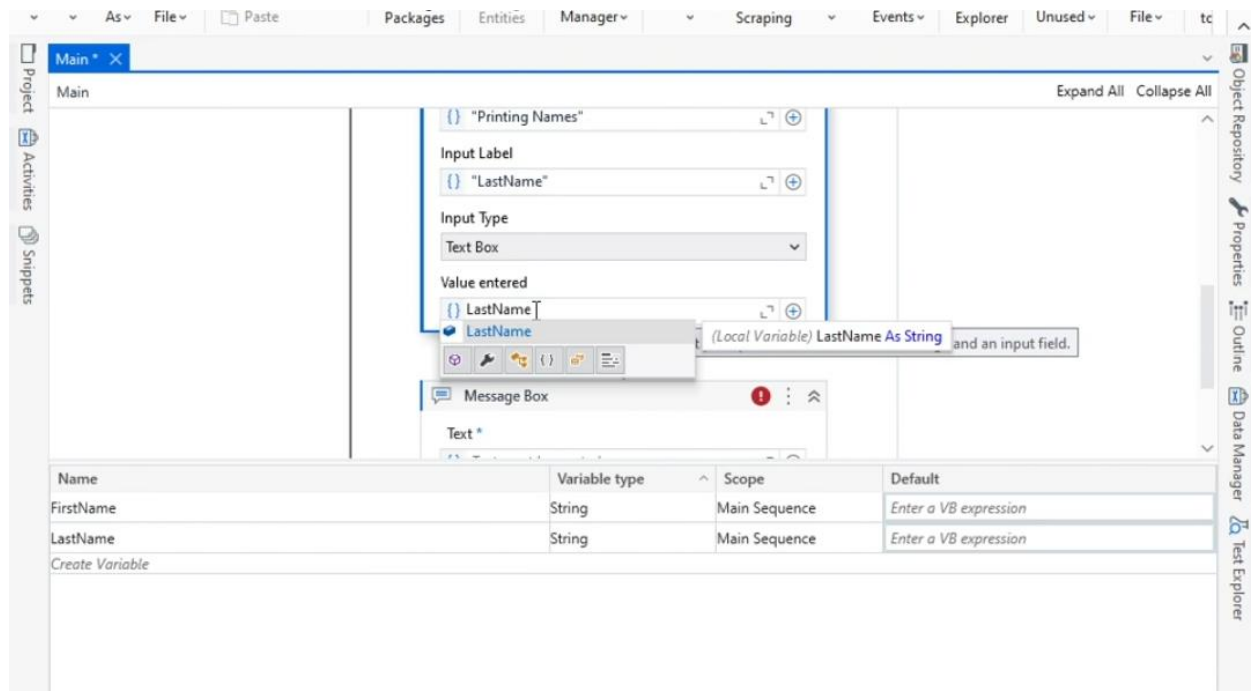 As File Paste Packages Entities Manager Scraping Events Explorer Unused File
Main * Object Repository
Project Main Expand All Collapse All
{} "Printing Names"
Input Label
Activities {} "LastName"
Properties
Input Type
Snippets Text Box
Value entered
{} LastName Outline
LastName (Local Variable) LastName As String
and an input field.
Message Box
Data Manager
Text *
Name Variable type Scope Default
FirstName String Main Sequence Enter a VB expression
LastName String Main Sequence Enter a VB expression
Test Explorer
Create Variable